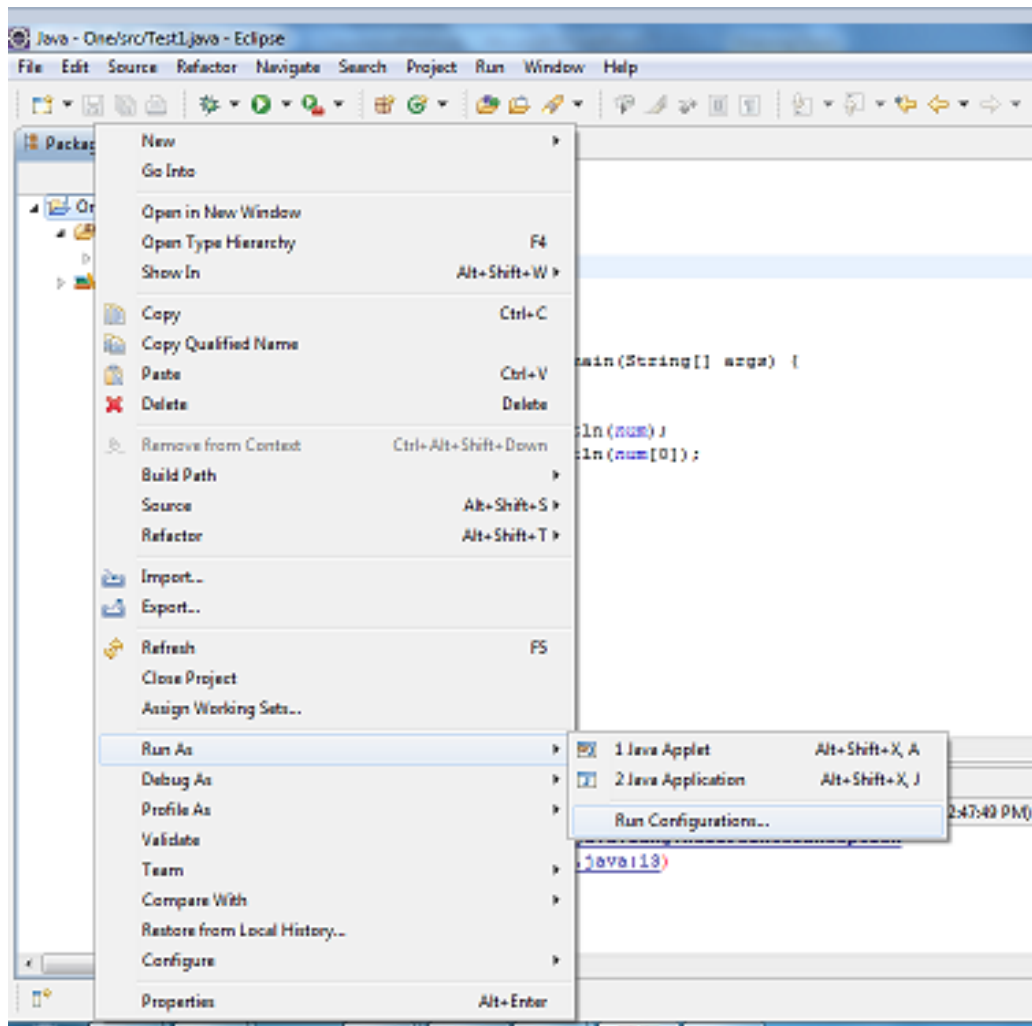 Java - One/src/Test1.java - Eclipse
File Edit Source Refactor Navigate Search Project Run Window Help
Packag
New
Go Into
On
Open in New Window
Open Type Hierarchy F4
Show In Alt+Shift+W
Copy Ctrl+C
Copy Qualified Name
Paste Ctrl+V
main(String[] args) {
Delete Delete
ln(num);
Remove from Context Ctrl+Alt+Shift+Down
ln(num[0]);
Build Path
Source Alt+Shift+S
Refactor Alt+Shift+T
Import...
Export...
Refresh F5
Close Project
Assign Working Sets...
Run As
1 Java Applet Alt+Shift+X, A
Debug As
2 Java Application Alt+Shift+X, J
Profile As
2:47:49 PM)
Run Configurations...
Validate
.java:13)
Team
Compare With
Restore from Local History...
Configure
Properties Alt+Enter